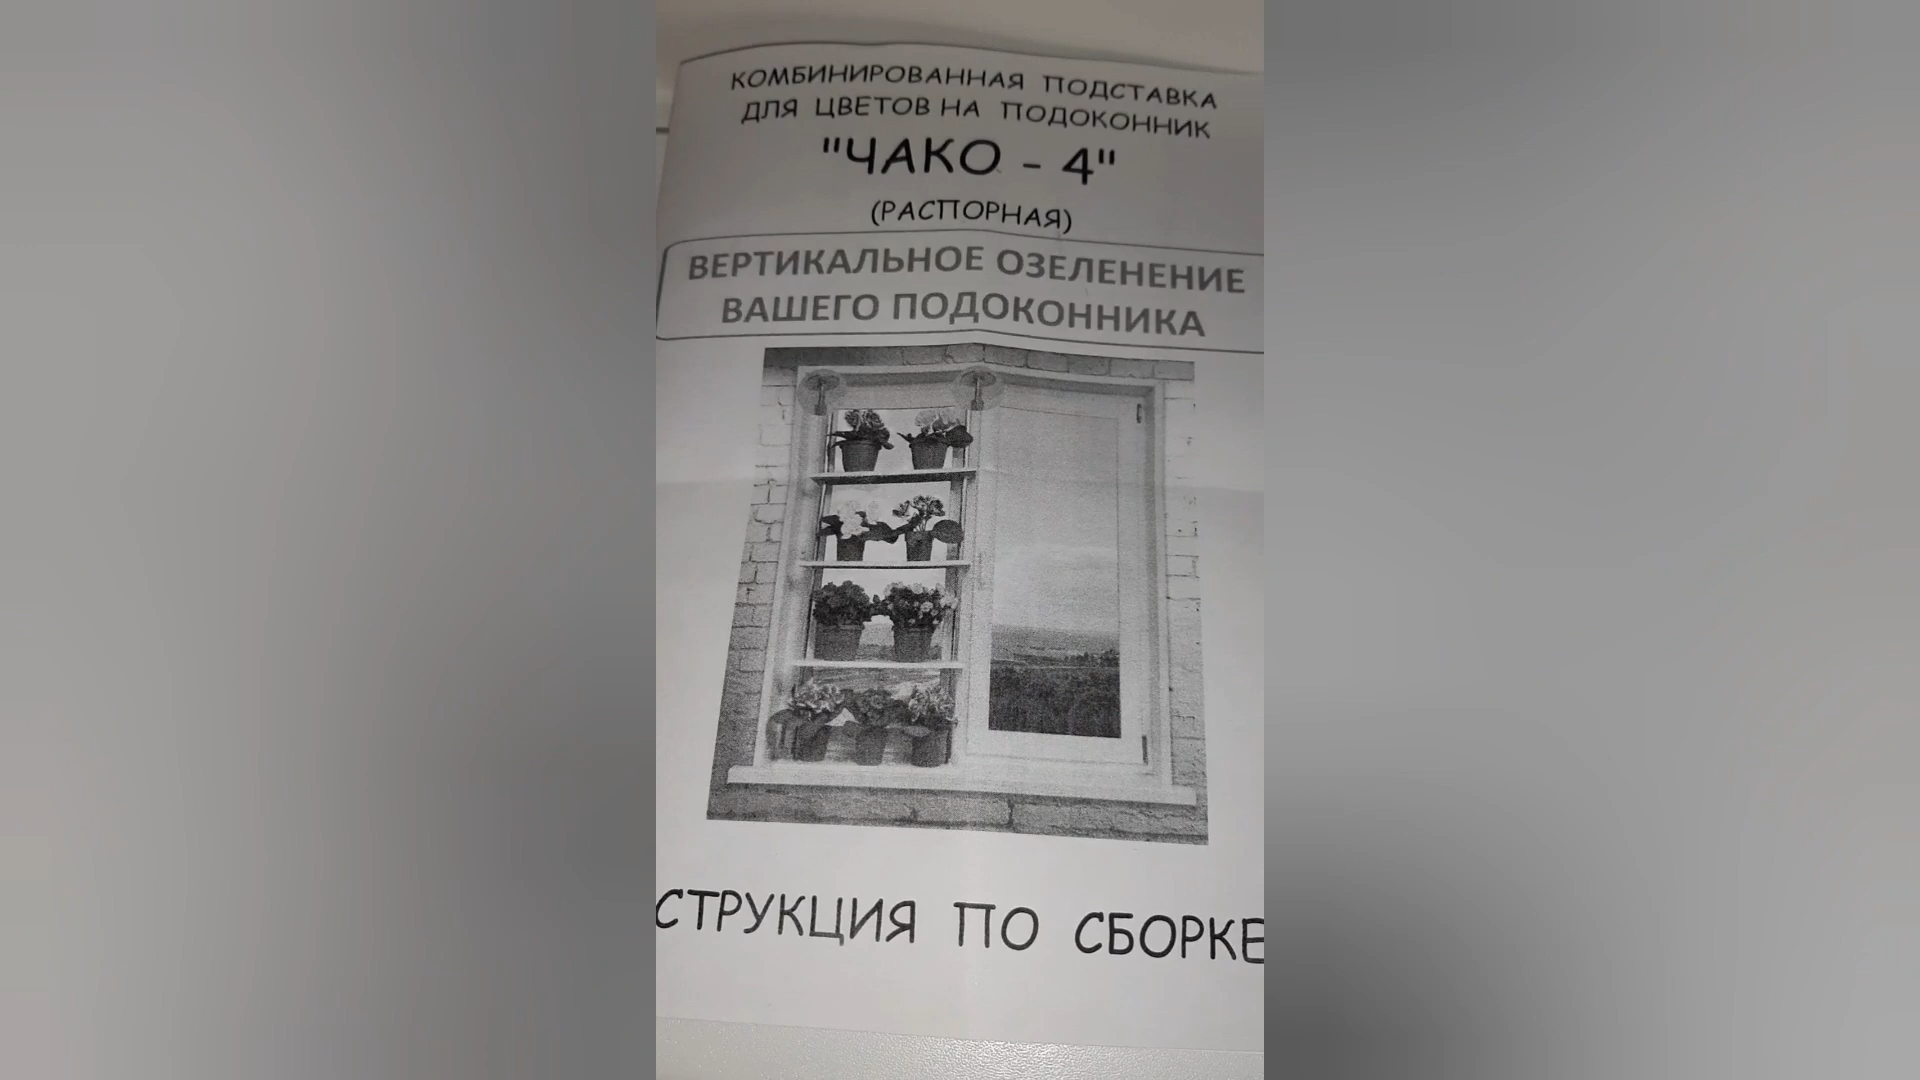 КОМБИНИРОВАННАЯ ПОДСТАВКА
ДЛЯ ЦВЕТОВ НА ПОДОКОННИК
"ЧАКО - 4"
(РАСПОРНАЯ)
ВЕРТИКАЛЬНОЕ ОЗЕЛЕНЕНИЕ
ВАШЕГО ПОДОКОННИКА
СТРУКЦИЯ ПО СБОРКЕ